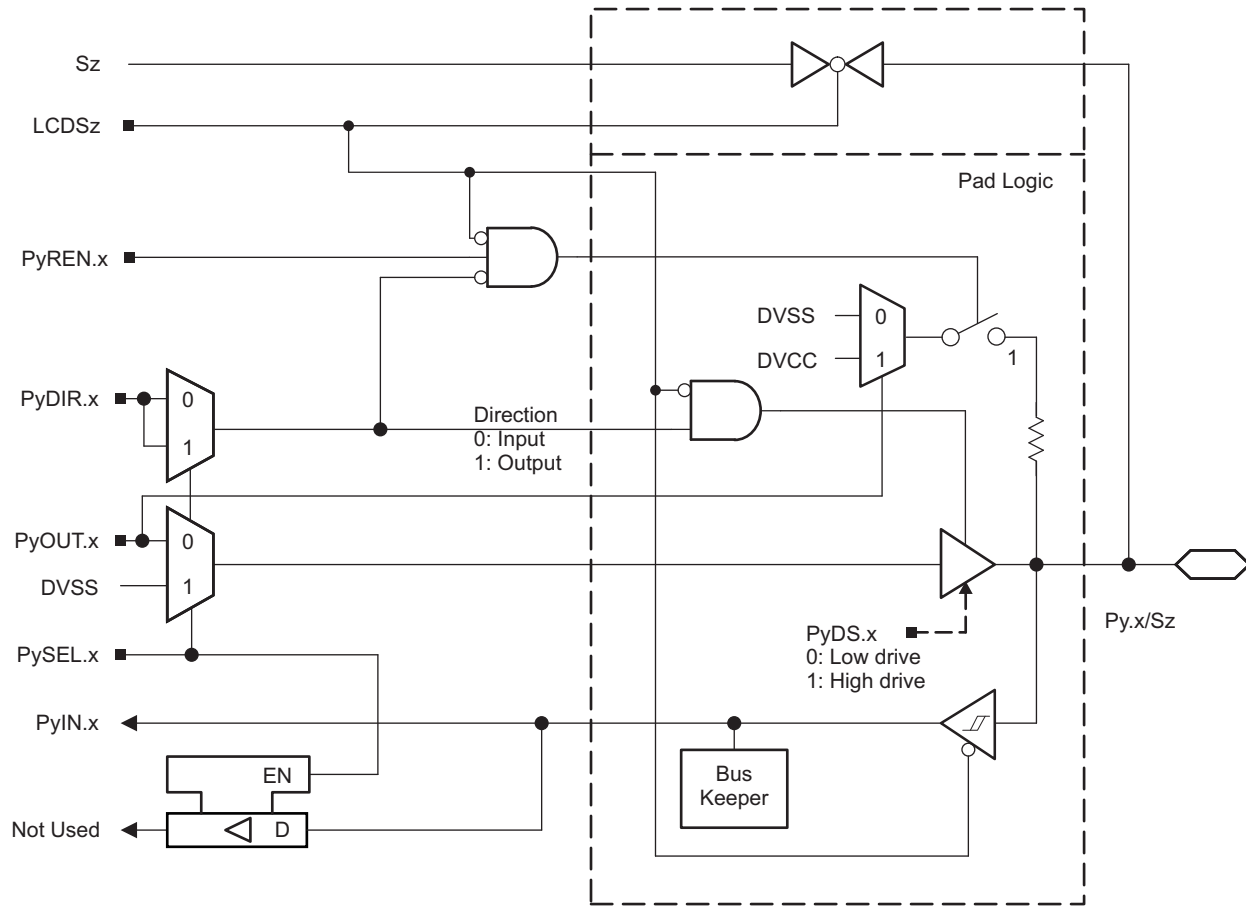 Sz
LCDSz
Pad Logic
PyREN.x
DVSS
0
DVCC
1
1
PyDIR.x
0
1
Direction
0: Input
1: Output
PyOUT.x
0
DVSS
1
PyDS.x
0: Low drive
1: High drive
Py.x/Sz
PySEL.x
PyIN.x
EN
Bus
Keeper
Not Used
D